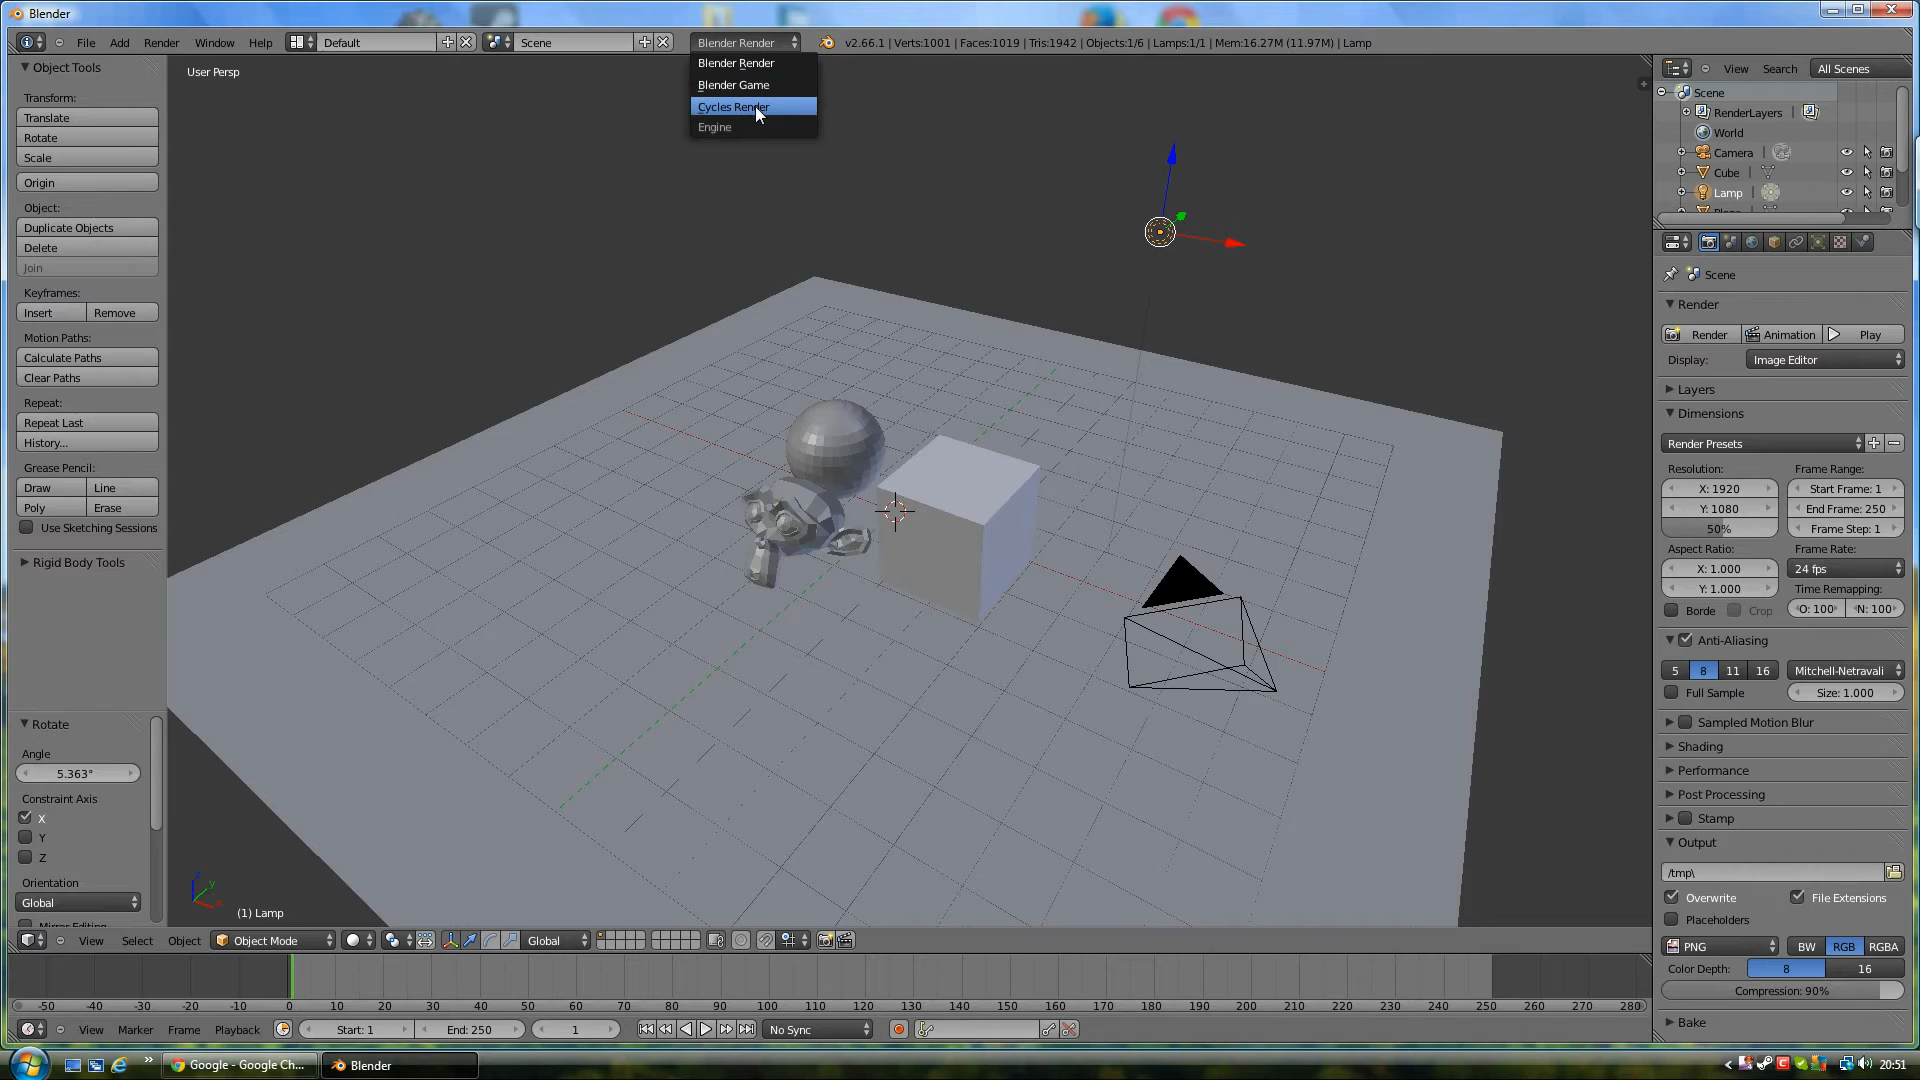 Blender
File Add Render Window Help Default Scene Blender Render v2.66.1 | Verts:1001 | Faces:1019 | Tris:1942 | Objects:1/6 | Lamps:1/1 | Mem:16.27M (11.97M) | Lamp
Blender Render
Blender Game
Cycles Render
Engine
Object Tools
Transform:
Translate
Rotate
Scale
Origin
Object:
Duplicate Objects
Delete
Join
Keyframes:
Insert Remove
Motion Paths:
Calculate Paths
Clear Paths
Repeat:
Repeat Last
History...
Grease Pencil:
Draw Line
Poly Erase
Use Sketching Sessions
Rigid Body Tools
Rotate
Angle
5.363°
Constraint Axis
X
Y
Z
Orientation
Global
User Persp
z
y
x
(1) Lamp
View Search All Scenes
Scene
RenderLayers |
World
Camera |
Cube |
Lamp |
Scene
Render
Render Animation Play
Display: Image Editor
Layers
Dimensions
Render Presets
Resolution: Frame Range:
X: 1920 Start Frame: 1
Y: 1080 End Frame: 250
50% Frame Step: 1
Aspect Ratio: Frame Rate:
X: 1.000 24 fps
Y: 1.000 Time Remapping:
Borde Crop O: 100 N: 100
Anti-Aliasing
5 8 11 16 Mitchell-Netravali
Full Sample Size: 1.000
Sampled Motion Blur
Shading
Performance
Post Processing
Stamp
Output
/tmp\
Overwrite File Extensions
Placeholders
PNG BW RGB RGBA
Color Depth: 8 16
Compression: 90%
Bake
View Select Object Object Mode Global
-50 -40 -30 -20 -10 0 10 20 30 40 50 60 70 80 90 100 110 120 130 140 150 160 170 180 190 200 210 220 230 240 250 260 270 280
View Marker Frame Playback Start: 1 End: 250 1 No Sync
Google - Google Ch... Blender 20:51